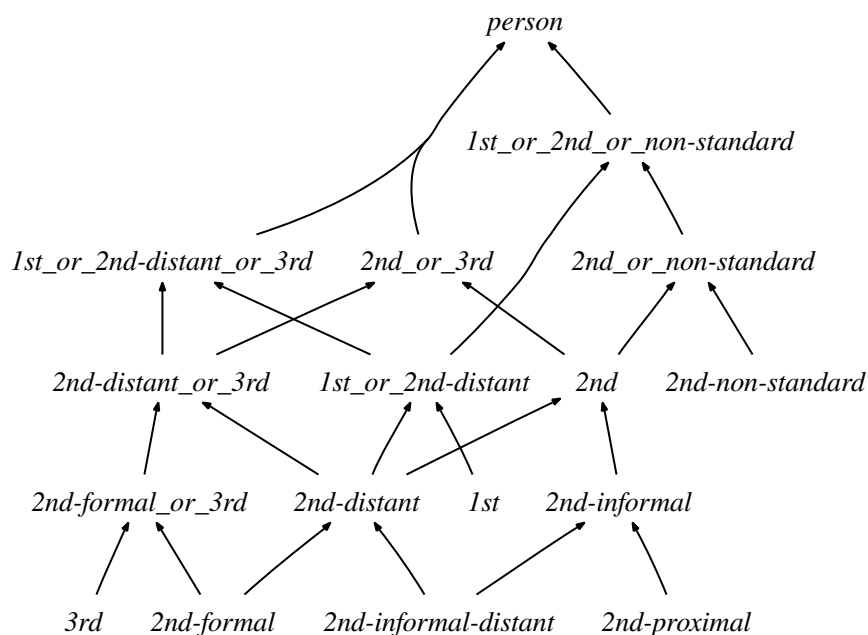 person
1st_or_2nd_or_non-standard
1st_or_2nd-distant_or_3rd 2nd_or_3rd 2nd_or_non-standard
2nd-distant_or_3rd 1st_or_2nd-distant 2nd 2nd-non-standard
2nd-formal_or_3rd 2nd-distant 1st 2nd-informal
3rd 2nd-formal 2nd-informal-distant 2nd-proximal